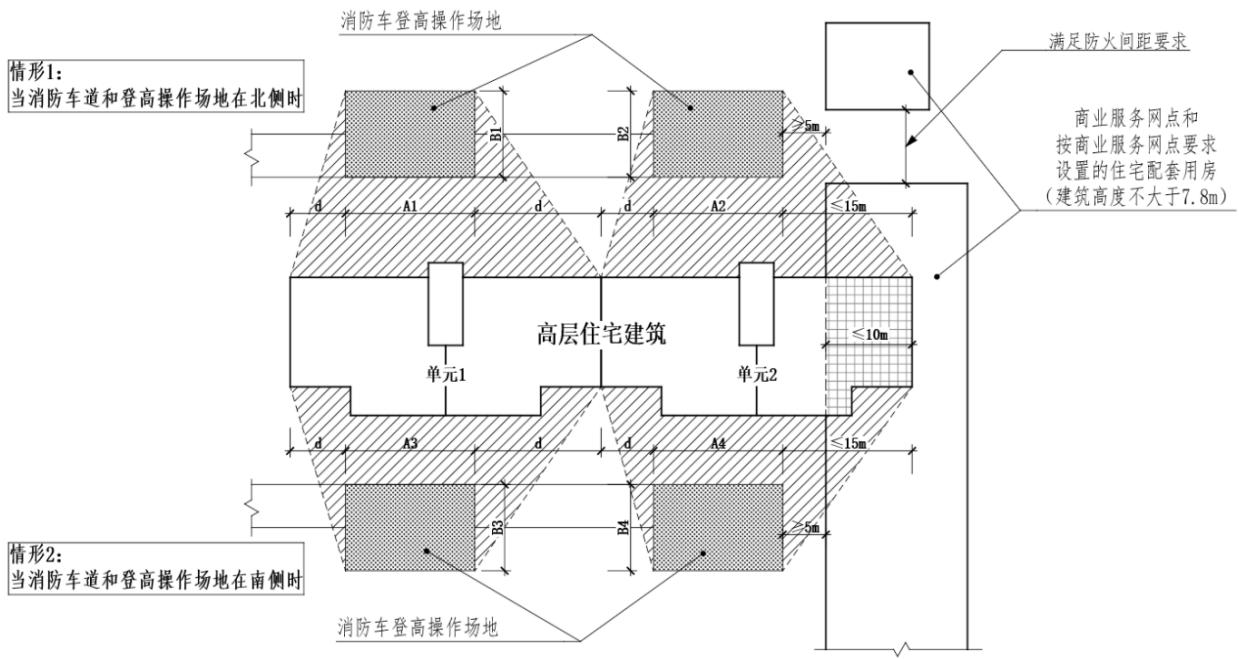 消防车登高操作场地
满足防火间距要求
情形1:
当消防车道和登高操作场地在北侧时
商业服务网点和
按商业服务网点要求
设置的住宅配套用房
(建筑高度不大于7.8m)
B1
B2
≥5m
d
A1
d
d
A2
≤15m
高层住宅建筑
≤10m
单元1
单元2
d
A3
d
d
A4
≤15m
B3
B4
≥5m
情形2:
当消防车道和登高操作场地在南侧时
消防车登高操作场地